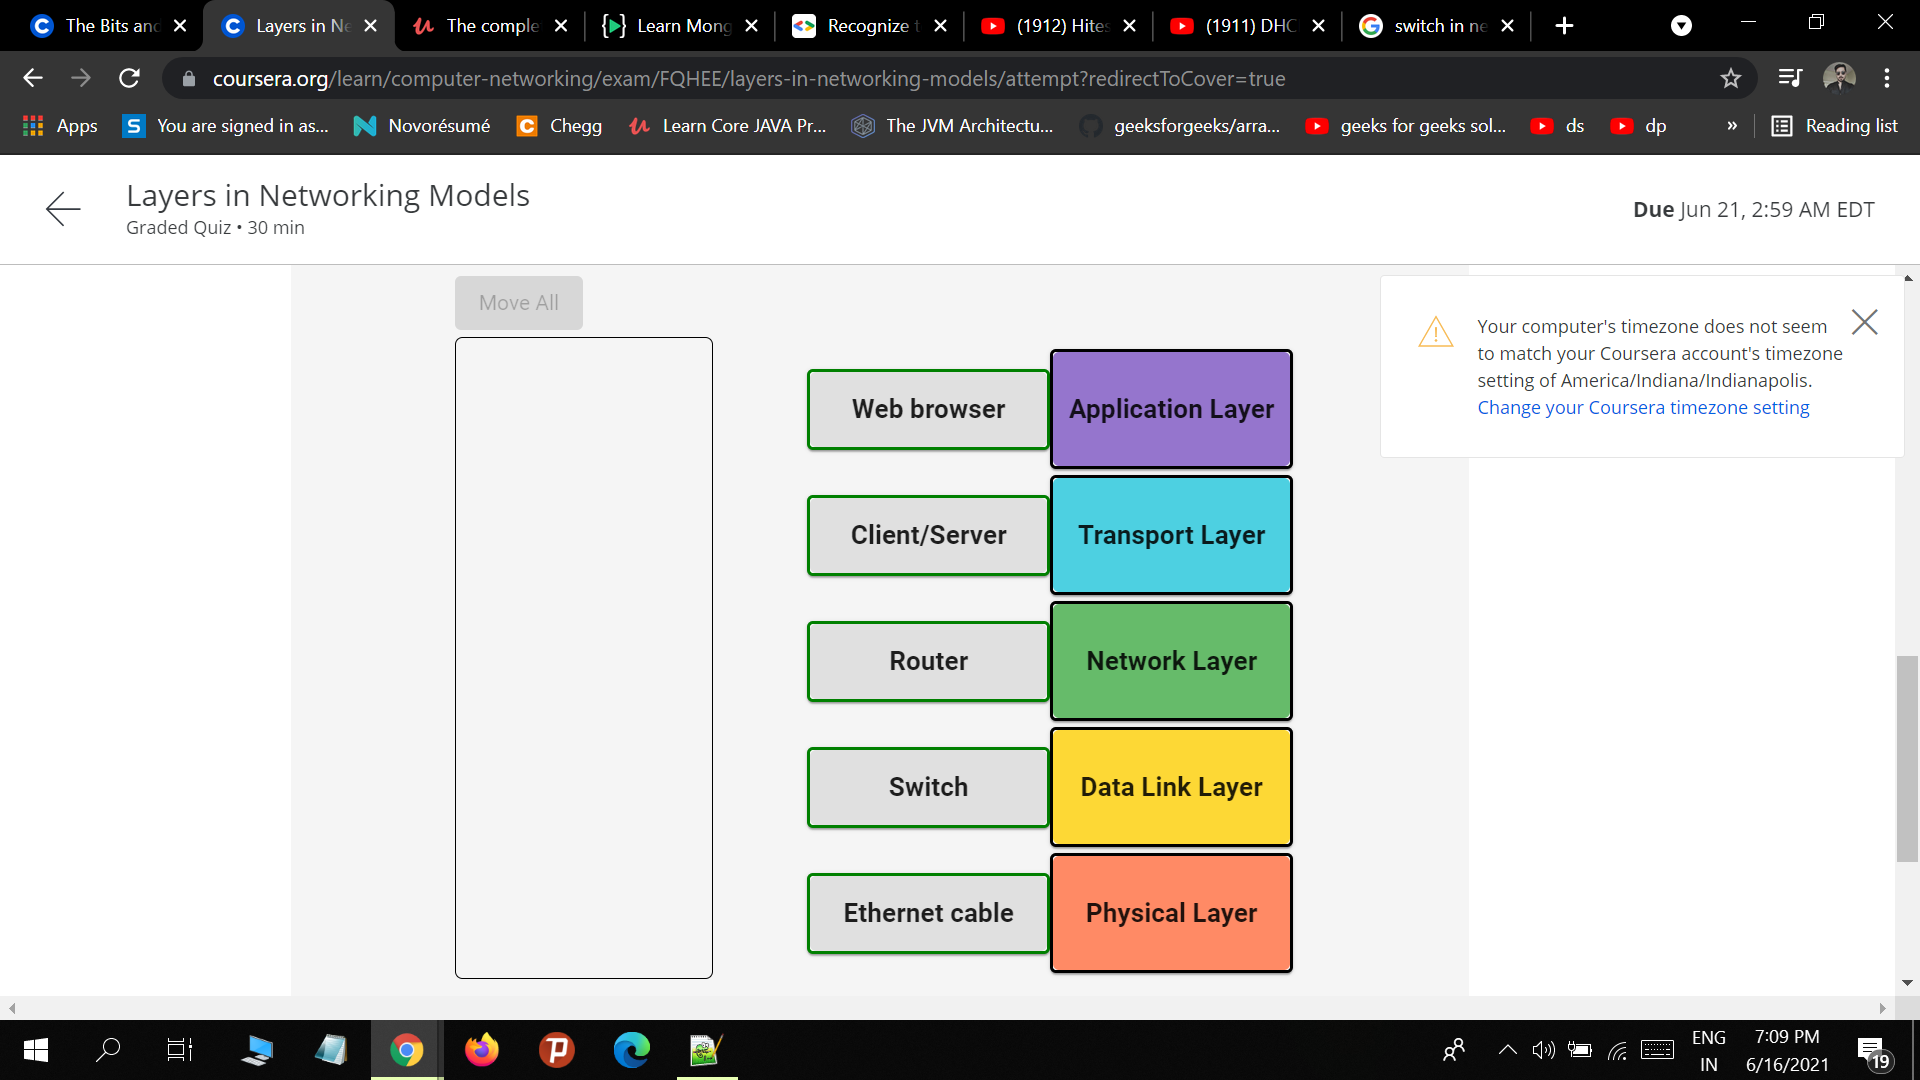 The Bits and
Layers in Ne
The comple
Learn Mong
Recognize t
(1912) Hites
(1911) DHC
switch in ne
coursera.org/learn/computer-networking/exam/FQHEE/layers-in-networking-models/attempt?redirectToCover=true
Apps
You are signed in as...
Novorésumé
Chegg
Learn Core JAVA Pr...
The JVM Architectu...
geeksforgeeks/arra...
geeks for geeks sol...
ds
dp
»
Reading list
Layers in Networking Models
Graded Quiz • 30 min
Due Jun 21, 2:59 AM EDT
Move All
Your computer's timezone does not seem
to match your Coursera account's timezone
setting of America/Indiana/Indianapolis.
Change your Coursera timezone setting
Web browser
Application Layer
Client/Server
Transport Layer
Router
Network Layer
Switch
Data Link Layer
Ethernet cable
Physical Layer
ENG
IN
7:09 PM
6/16/2021
19